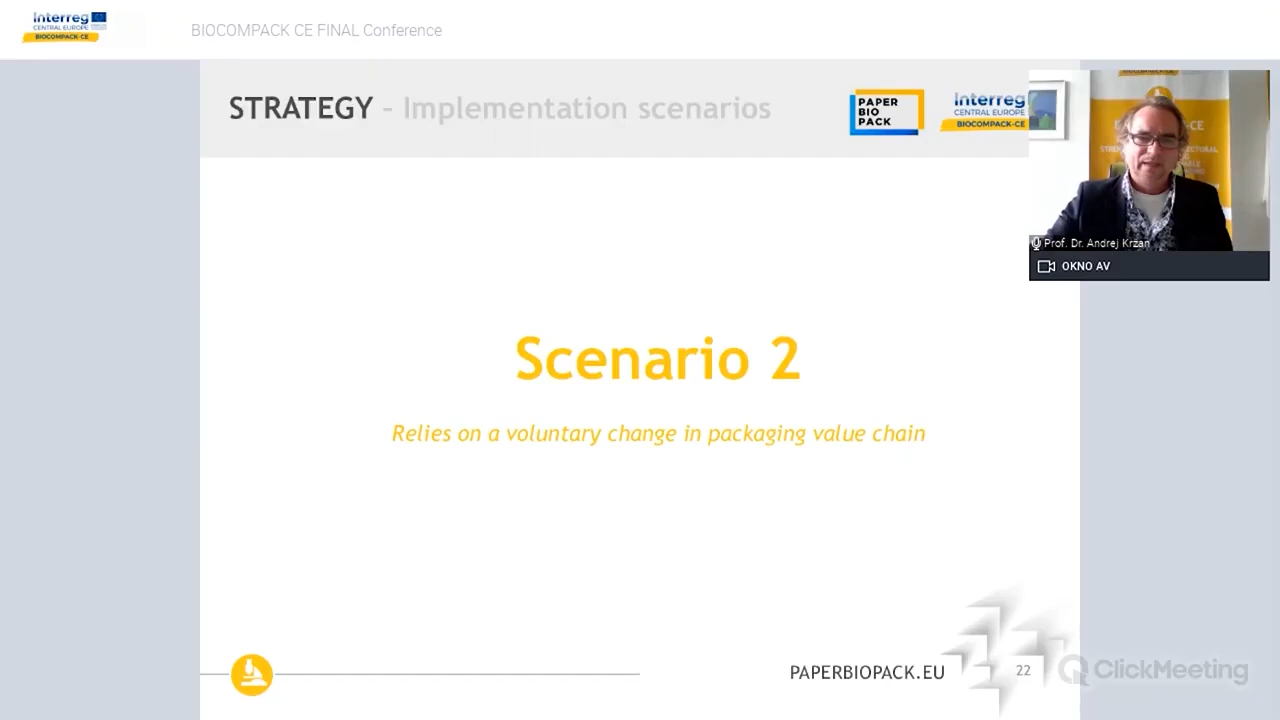 Interreg
CENTRAL EUROPE
BIOCOMPACK-CE
BIOCOMPACK CE FINAL Conference
STRATEGY - Implementation scenarios
PAPER
BIO
PACK
Interreg
CENTRAL EUROPE
BIOCOMPACK-CE
Prof. Dr. Andrej Kržan
OKNO AV
Scenario 2
Relies on a voluntary change in packaging value chain
PAPERBIOPACK.EU
22
ClickMeeting